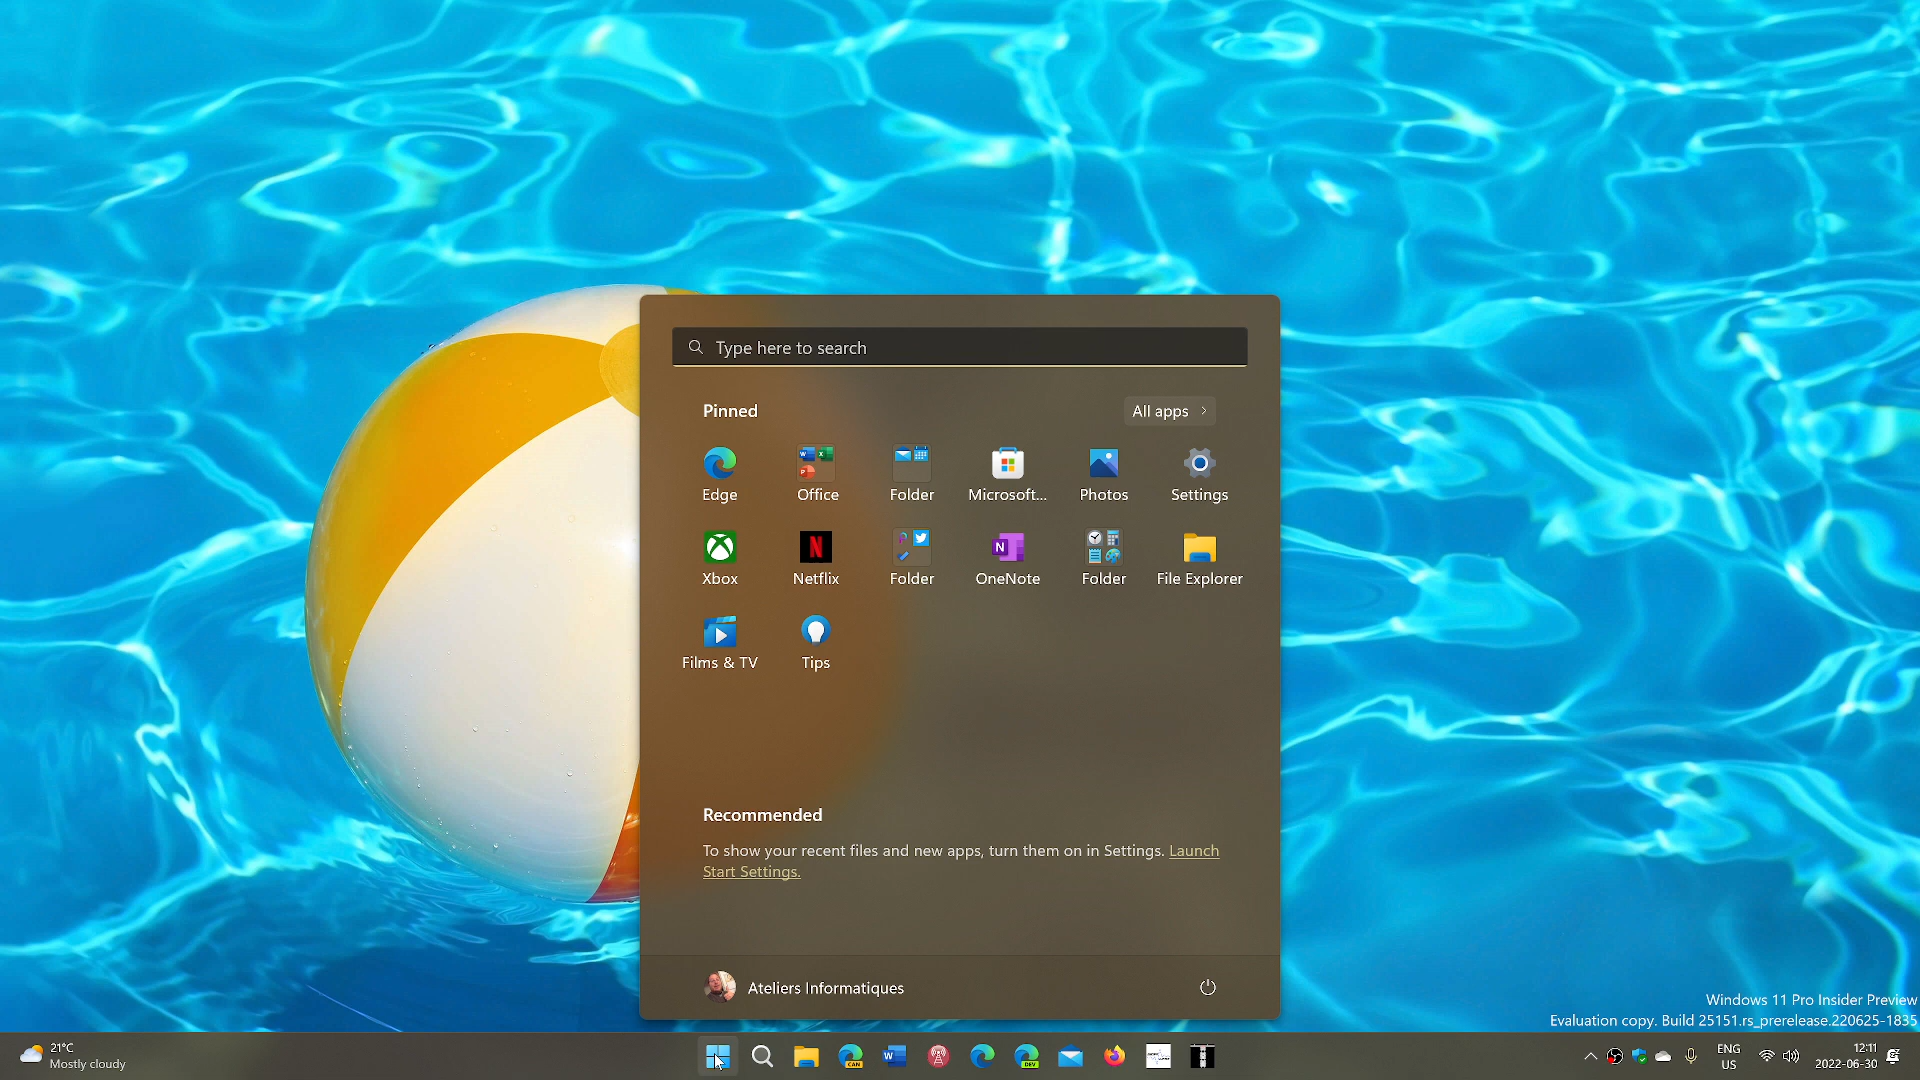 Type here to search
Pinned
All apps
Edge
Office
Folder
Microsoft...
Photos
Settings
Xbox
Netflix
Folder
OneNote
Folder
File Explorer
Films & TV
Tips
Recommended
To show your recent files and new apps, turn them on in Settings. Launch
Start Settings.
Ateliers Informatiques
Windows 11 Pro Insider Preview
Evaluation copy. Build 25151.rs_prerelease.220625-1835
21°C
Mostly cloudy
CAN
DEV
ENG
US
12:11
2022-06-30